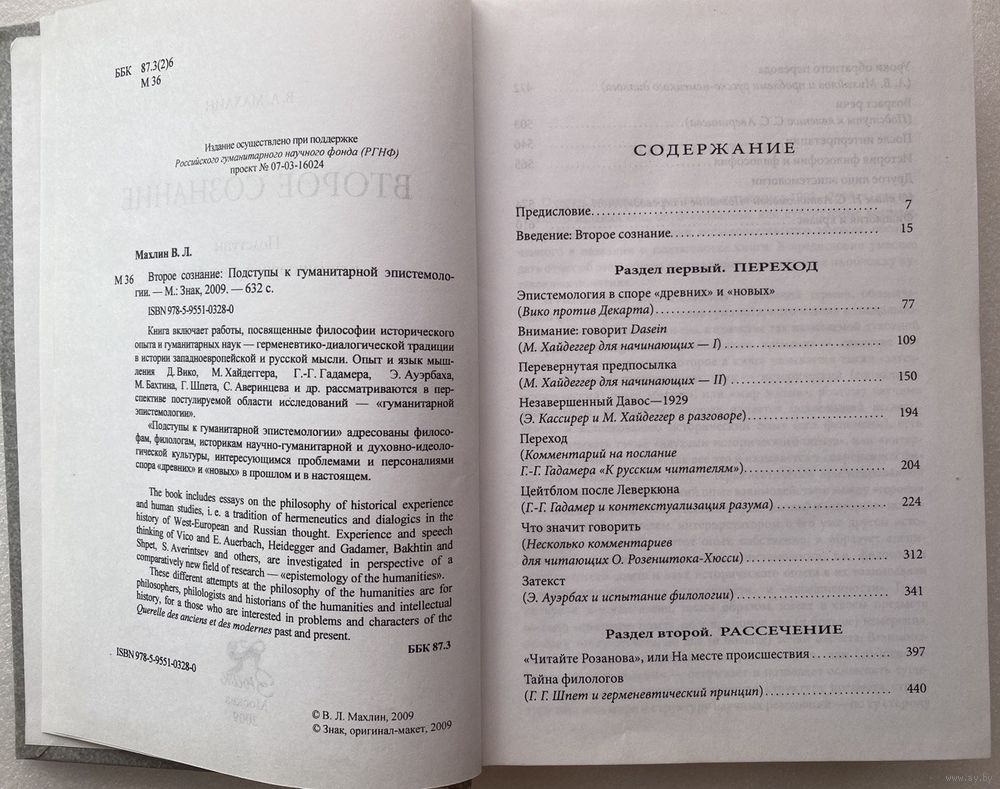 ББК 87.3(2)6
М 36
Издание осуществлено при поддержке
Российского гуманитарного научного фонда (РГНФ)
проект № 07-03-16024
Махлин В. Л.
М 36 Второе сознание: Подступы к гуманитарной эпистемоло-
гии. — М.: Знак, 2009. — 632 с.
ISBN 978-5-9551-0328-0
Книга включает работы, посвященные философии исторического
опыта и гуманитарных наук — герменевтико-диалогической традиции
в истории западноевропейской и русской мысли. Опыт и язык мыш-
ления Д. Вико, М. Хайдеггера, Г.-Г. Гадамера, Э. Ауэрбаха,
М. Бахтина, Г. Шпета, С. Аверинцева и др. рассматриваются в пер-
спективе постулируемой области исследований — «гуманитарной
эпистемологии».
«Подступы к гуманитарной эпистемологии» адресованы филосо-
фам, филологам, историкам научно-гуманитарной и духовно-идеоло-
гической культуры, интересующимся проблемами и персоналиями
спора «древних» и «новых» в прошлом и в настоящем.
The book includes essays on the philosophy of historical experience
and human studies, i. e. a tradition of hermeneutics and dialogics in the
history of West-European and Russian thought. Experience and speech
thinking of Vico and E. Auerbach, Heidegger and Gadamer, Bakhtin and
Shpet, S. Averintsev and others, are investigated in perspective of a
comparatively new field of research — «epistemology of the humanities».
These different attempts at the philosophy of the humanities are for
philosophers, philologists and historians of the humanities and intellectual
history, for a those who are interested in problems and characters of the
Querelle des anciens et des modernes past and present.
ББК 87.3
ISBN 978-5-9551-0328-0
© В. Л. Махлин, 2009
© Знак, оригинал-макет, 2009
СОДЕРЖАНИЕ
Предисловие. 7
Введение: Второе сознание. 15
Раздел первый. ПЕРЕХОД
Эпистемология в споре «древних» и «новых»
(Вико против Декарта) 77
Внимание: говорит Dasein
(М. Хайдеггер для начинающих — I) 109
Перевернутая предпосылка
(М. Хайдеггер для начинающих — II) 150
Незавершенный Давос—1929
(Э. Кассирер и М. Хайдеггер в разговоре) 194
Переход
(Комментарий на послание
Г.-Г. Гадамера «К русским читателям») 204
Цейтблом после Леверкюна
(Г.-Г. Гадамер и контекстуализация разума) 224
Что значит говорить
(Несколько комментариев
для читающих О. Розенштока-Хюсси) 312
Затекст
(Э. Ауэрбах и испытание филологии) 341
Раздел второй. РАССЕЧЕНИЕ
«Читайте Розанова», или На месте происшествия 397
Тайна филологов
(Г. Г. Шпет и герменевтический принцип) 440
www.ay.by